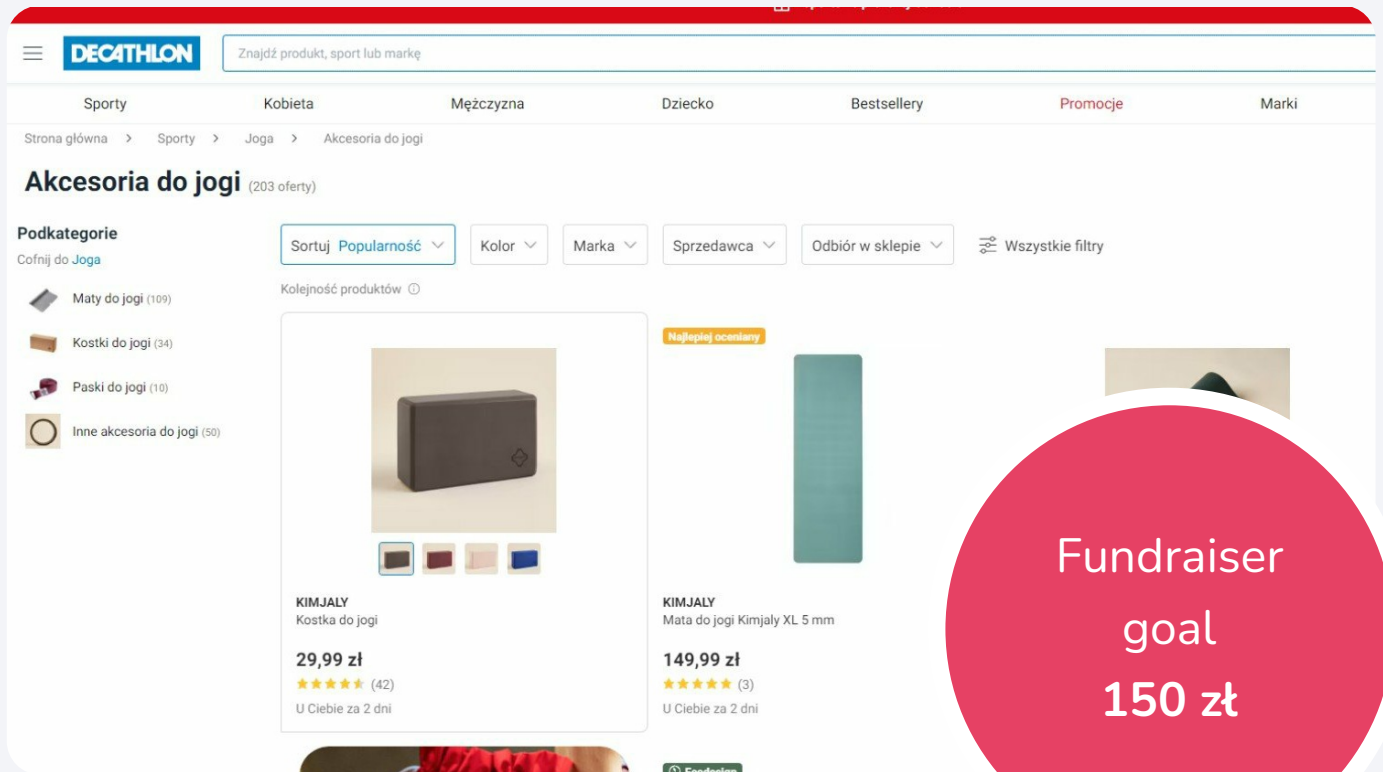 DECATHLON
Znajdź produkt, sport lub markę
Sporty Kobieta Mężczyzna Dziecko Bestsellery Promocje Marki
Strona główna > Sporty > Joga > Akcesoria do jogi
Akcesoria do jogi (203 oferty)
Podkategorie
Cofnij do Joga
Maty do jogi (109)
Kostki do jogi (34)
Paski do jogi (10)
Inne akcesoria do jogi (50)
Sortuj Popularność Kolor Marka Sprzedawca Odbiór w sklepie Wszystkie filtry
Kolejność produktów
KIMJALY
Kostka do jogi
29,99 zł
(42)
U Ciebie za 2 dni
Najlepiej oceniany
KIMJALY
Mata do jogi Kimjaly XL 5 mm
149,99 zł
(3)
U Ciebie za 2 dni
Fundraiser
goal
150 zł